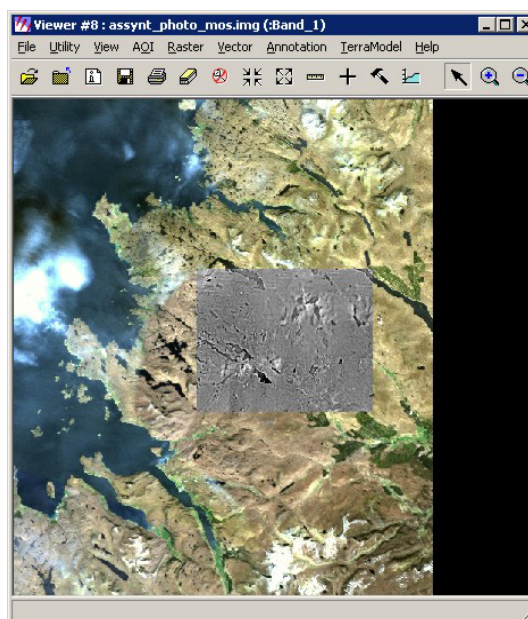 Viewer #8 : assynt_photo_mos.img (:Band_1)
File Utility View AOI Raster Vector Annotation TerraModel Help